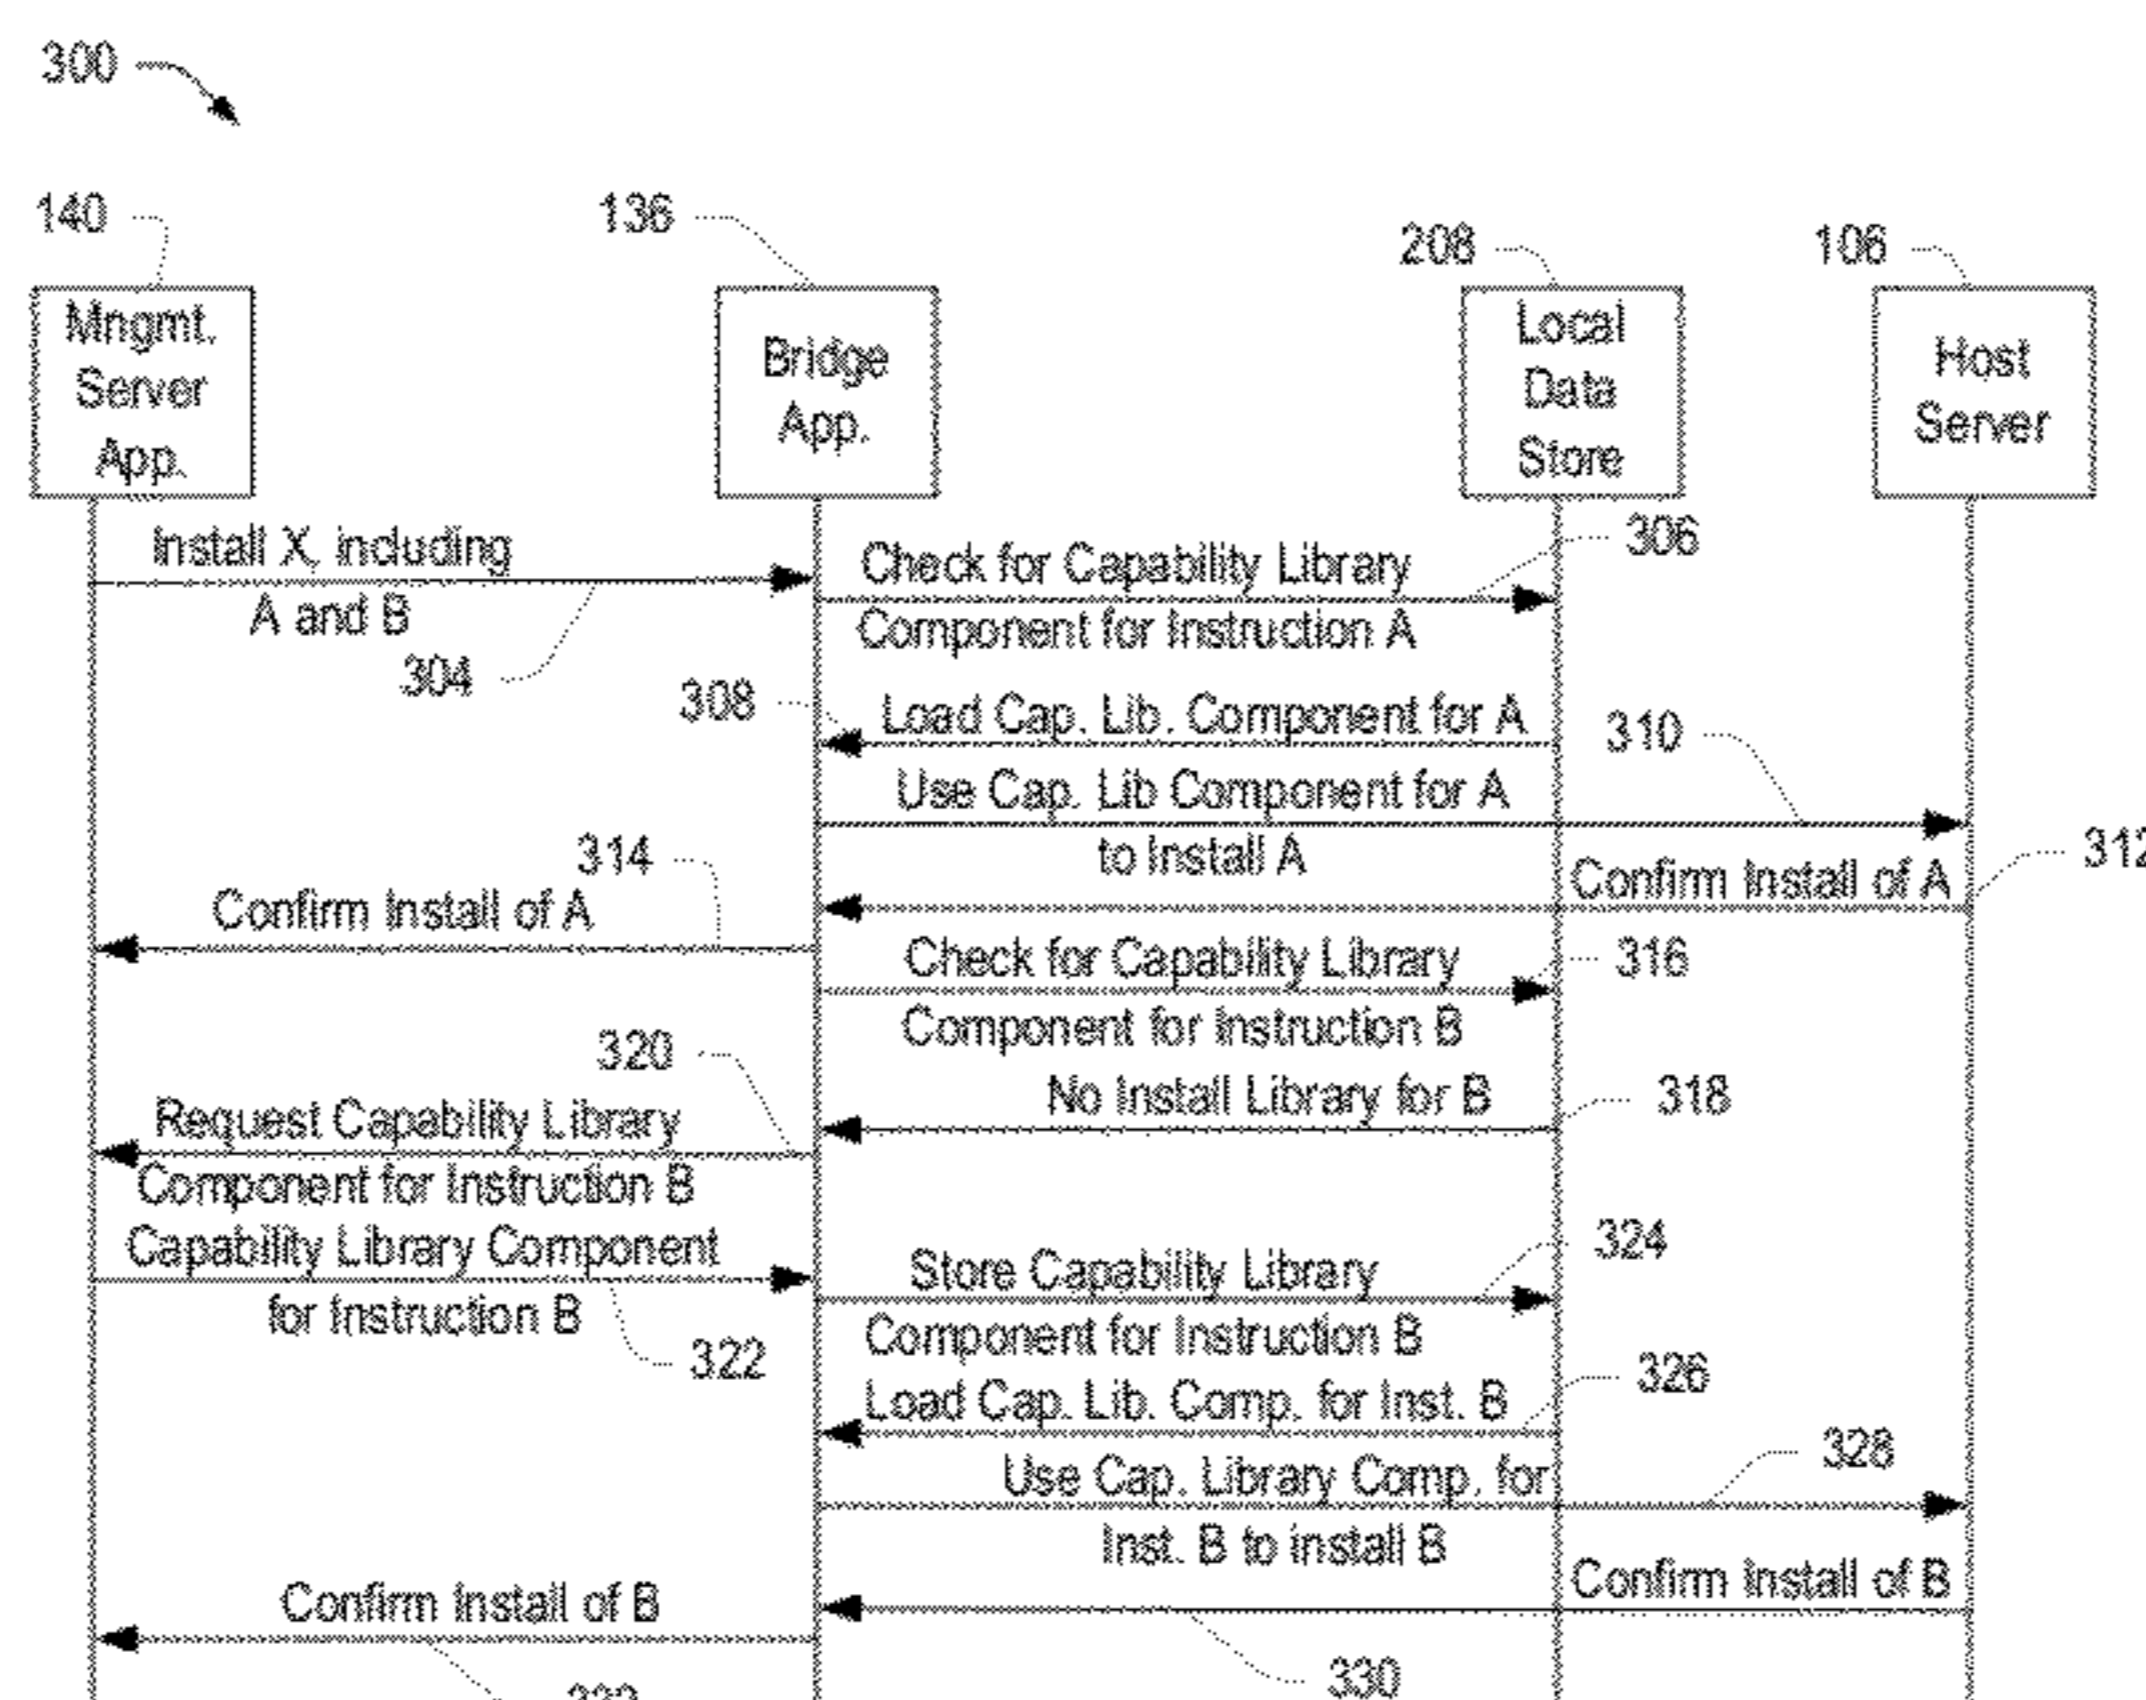 300
140
136
208
106
Mngmt.
Server
App.
Bridge
App.
Local
Data
Store
Host
Server
Install X, including
A and B
304
Check for Capability Library
Component for Instruction A
306
308
Load Cap. Lib. Component for A
310
Use Cap. Lib Component for A
to Install A
312
Confirm Install of A
314
Confirm Install of A
Check for Capability Library
Component for Instruction B
316
No Install Library for B
318
320
Request Capability Library
Component for Instruction B
Capability Library Component
for Instruction B
322
Store Capability Library
Component for Instruction B
324
Load Cap. Lib. Comp. for Inst. B
326
Use Cap. Library Comp. for
Inst. B to install B
328
Confirm Install of B
330
Confirm Install of B